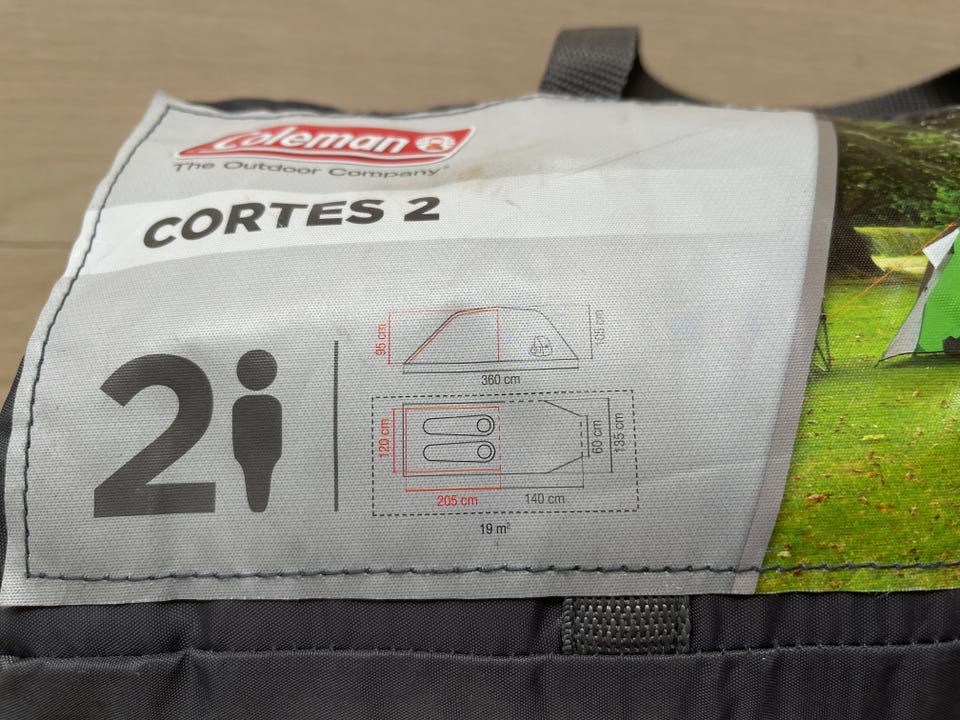 Coleman
The Outdoor Company®
CORTES 2
2
95 cm
105 cm
360 cm
120 cm
60 cm
135 cm
205 cm
140 cm
19 m²